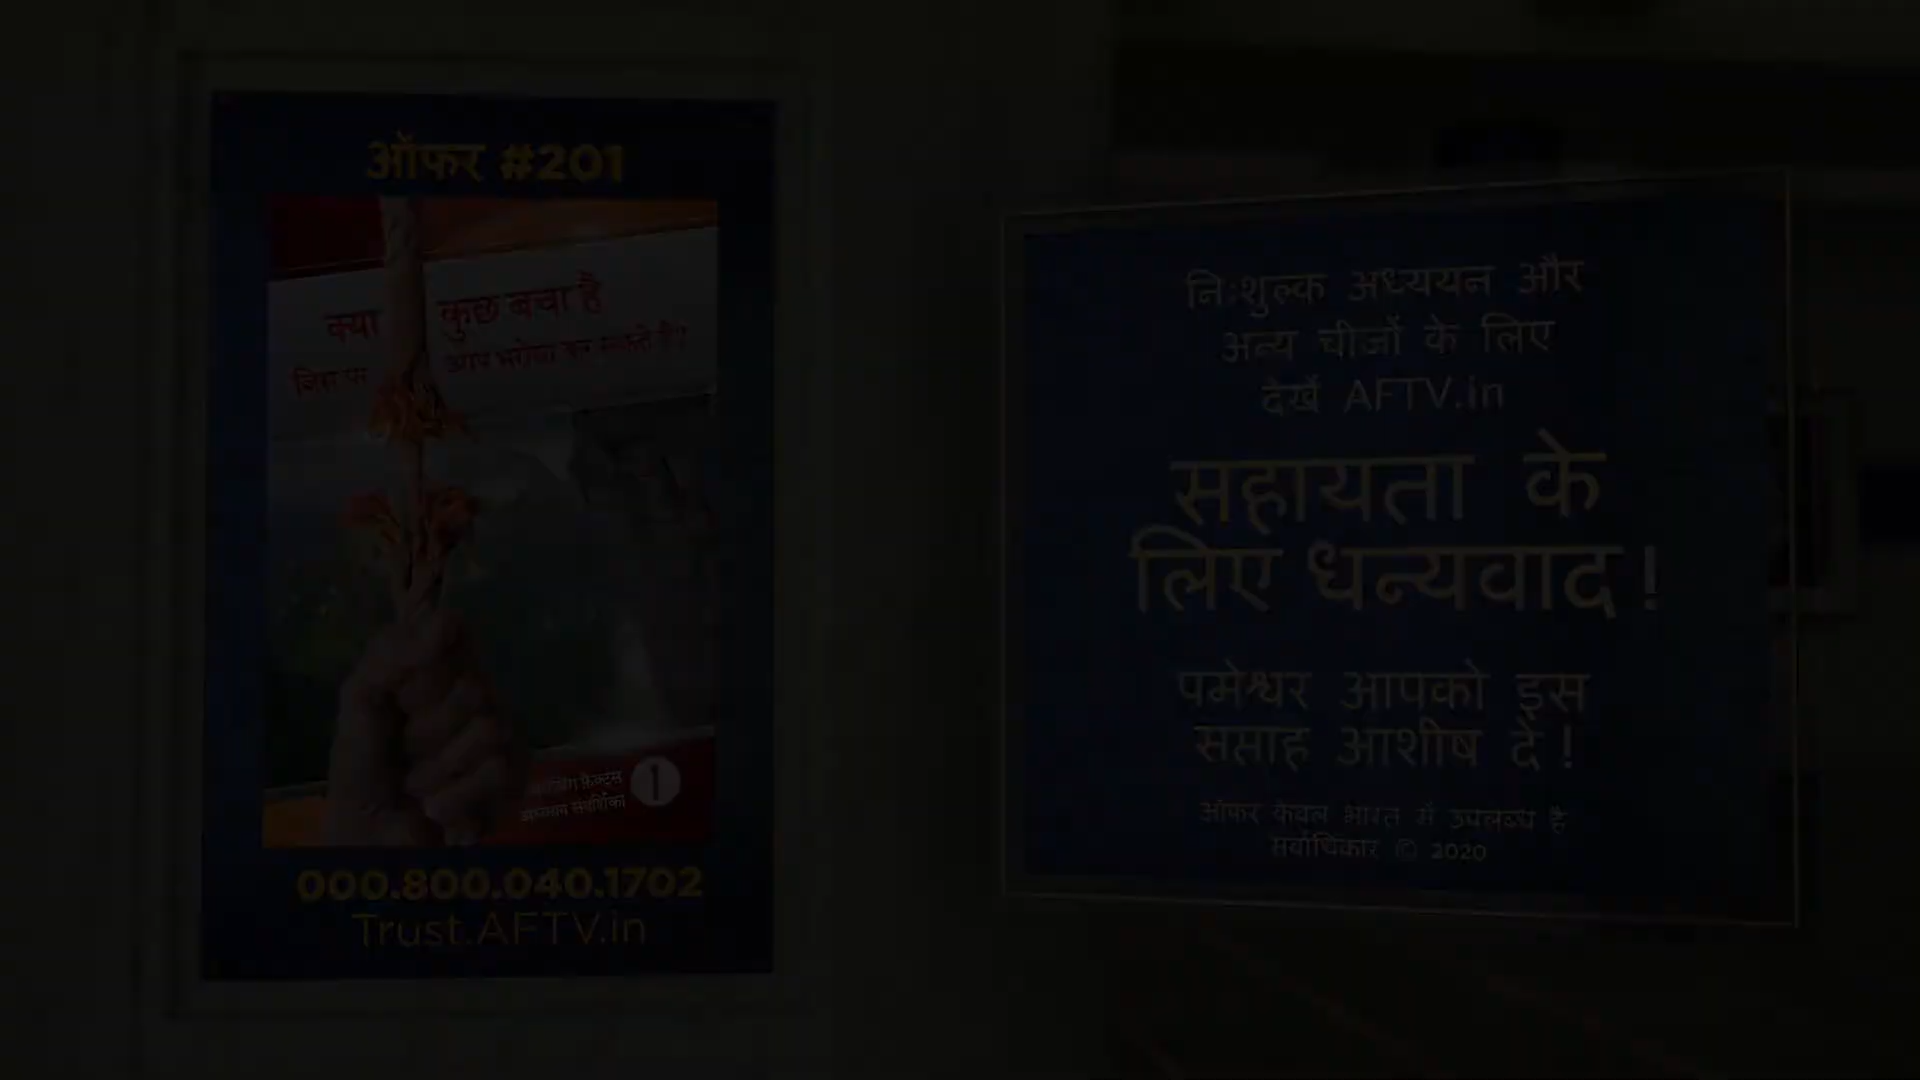 ऑफर #201
क्या कुछ बचा है
जिस पर आप भरोसा कर सकते है?
अध्ययन संदर्शिका
1
000.800.040.1702
Trust.AFTV.in
नि:शुल्क अध्ययन और
अन्य चीजों के लिए
देखें AFTV.in
सहायता के
लिए धन्यवाद!
पमेश्वर आपको इस
सप्ताह आशीष दें!
ऑफर केवल भारत में उपलब्ध है
सर्वाधिकार © 2020